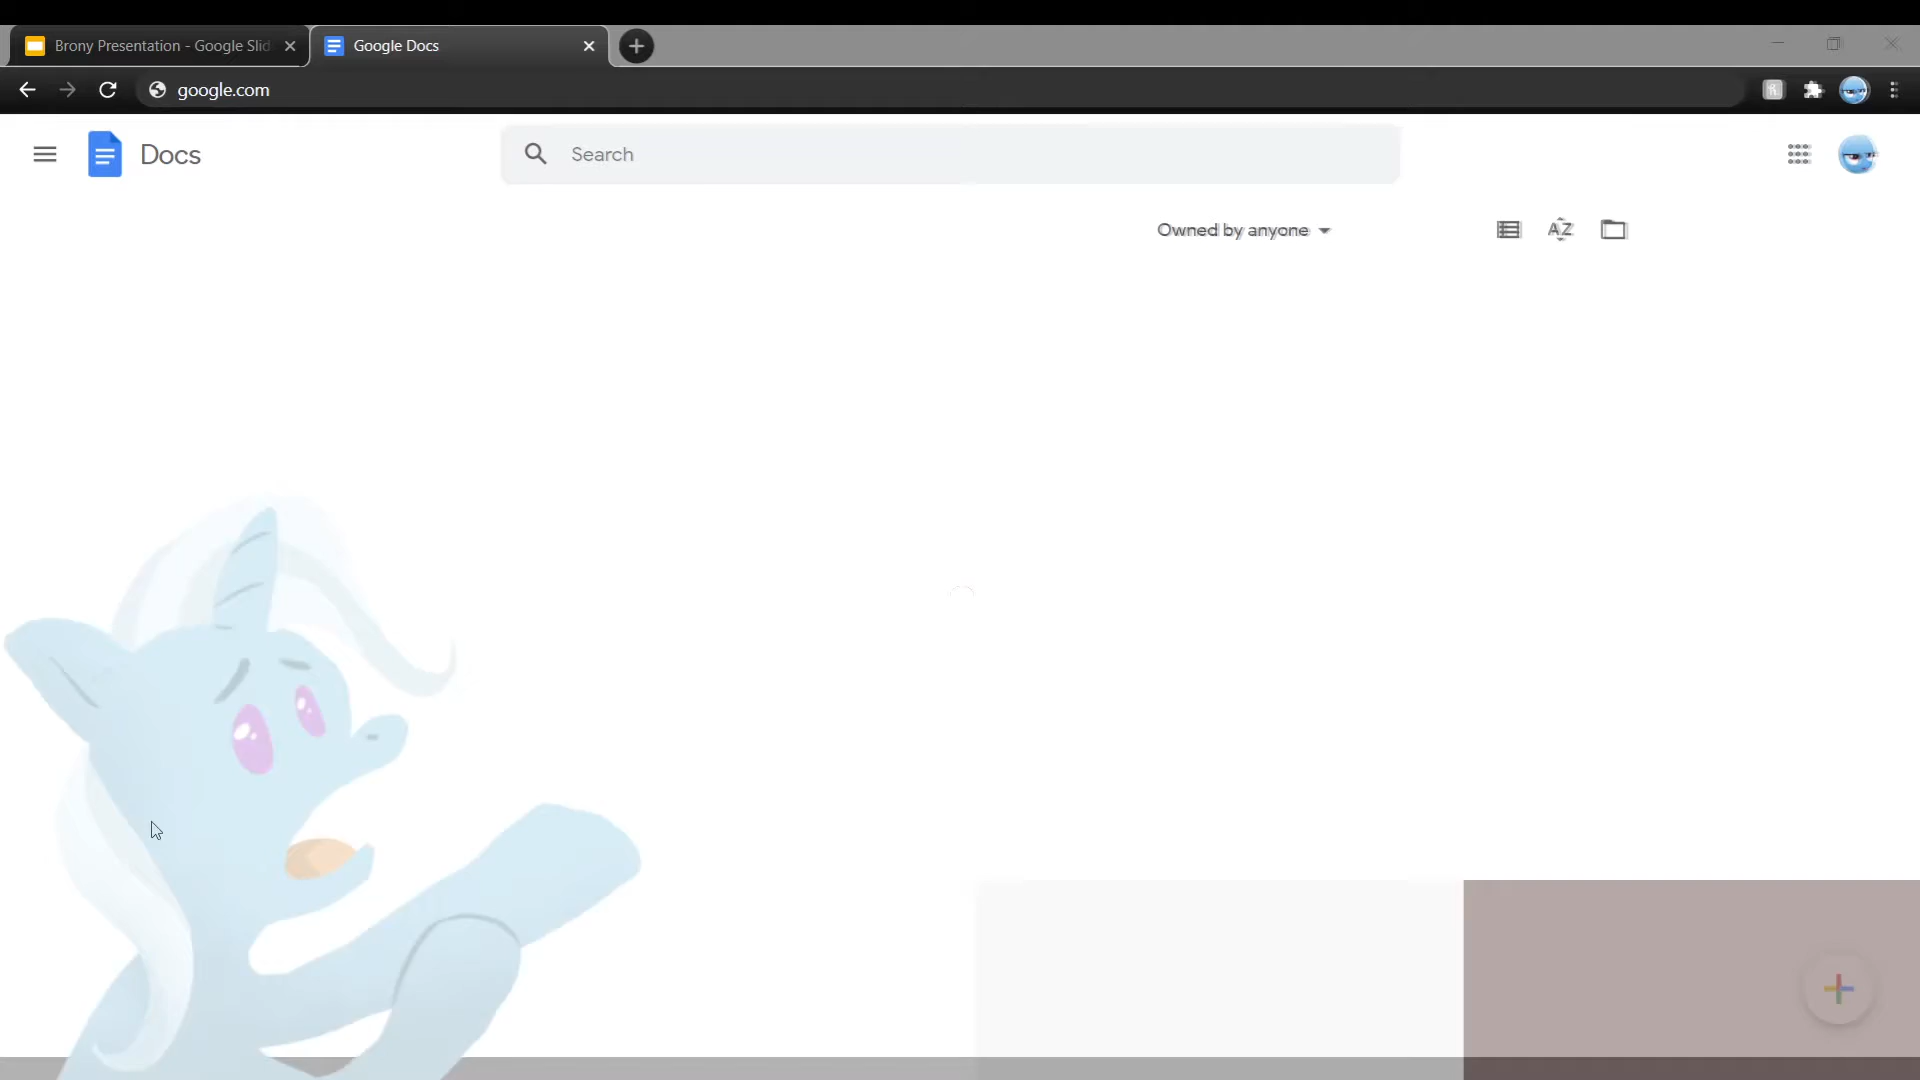 Brony Presentation - Google Slid
Google Docs
google.com
Docs
Search
Owned by anyone
AZ